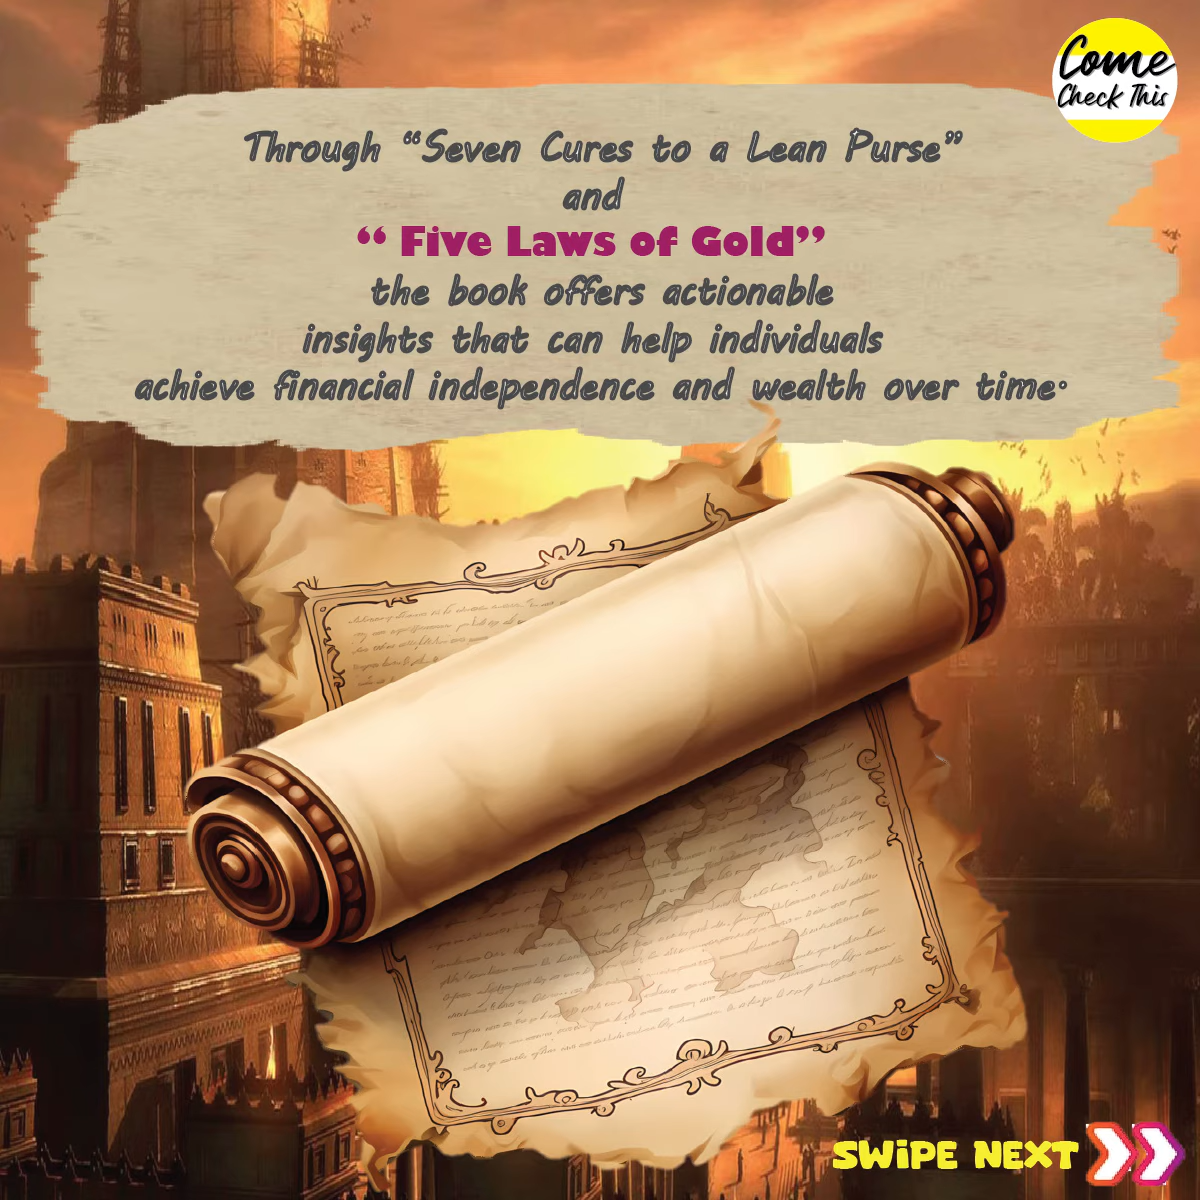 Come
Check This
Through “Seven Cures to a Lean Purse”
and
“ Five Laws of Gold”
the book offers actionable
insights that can help individuals
achieve financial independence and wealth over time.
SWiPE NEXT